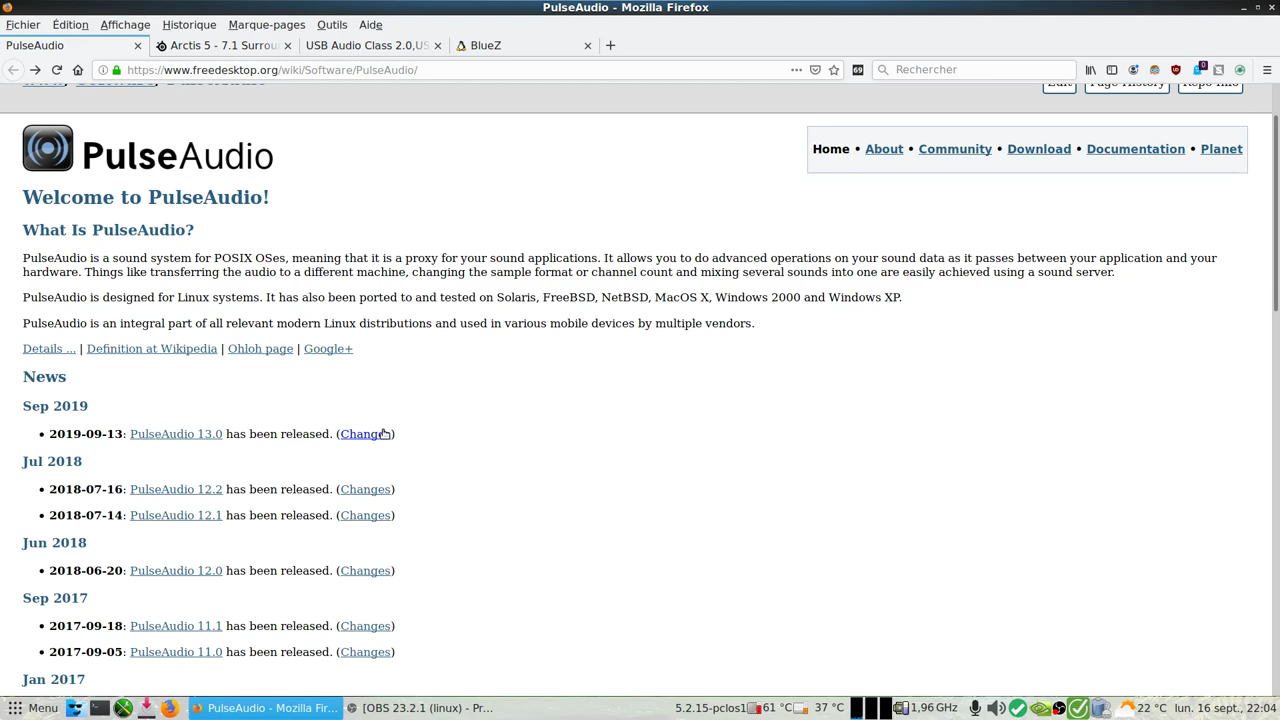 PulseAudio - Mozilla Firefox
Fichier Édition Affichage Historique Marque-pages Outils Aide
PulseAudio Arctis 5 - 7.1 Surrou USB Audio Class 2.0,US BlueZ
https://www.freedesktop.org/wiki/Software/PulseAudio/ 69 Rechercher 0
Edit Page History Repo Info
PulseAudio
Home • About • Community • Download • Documentation • Planet
Welcome to PulseAudio!
What Is PulseAudio?
PulseAudio is a sound system for POSIX OSes, meaning that it is a proxy for your sound applications. It allows you to do advanced operations on your sound data as it passes between your application and your
hardware. Things like transferring the audio to a different machine, changing the sample format or channel count and mixing several sounds into one are easily achieved using a sound server.
PulseAudio is designed for Linux systems. It has also been ported to and tested on Solaris, FreeBSD, NetBSD, MacOS X, Windows 2000 and Windows XP.
PulseAudio is an integral part of all relevant modern Linux distributions and used in various mobile devices by multiple vendors.
Details ... | Definition at Wikipedia | Ohloh page | Google+
News
Sep 2019
• 2019-09-13: PulseAudio 13.0 has been released. (Changes)
Jul 2018
• 2018-07-16: PulseAudio 12.2 has been released. (Changes)
• 2018-07-14: PulseAudio 12.1 has been released. (Changes)
Jun 2018
• 2018-06-20: PulseAudio 12.0 has been released. (Changes)
Sep 2017
• 2017-09-18: PulseAudio 11.1 has been released. (Changes)
• 2017-09-05: PulseAudio 11.0 has been released. (Changes)
Jan 2017
Menu PulseAudio - Mozilla Fir... [OBS 23.2.1 (linux) - Pr... 5.2.15-pclos1 61 °C 37 °C 1,96 GHz 22 °C lun. 16 sept., 22:04